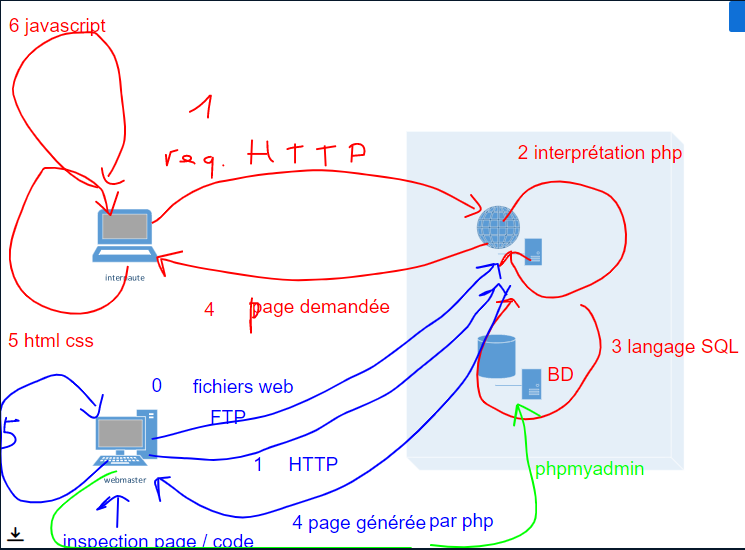 6 javascript
1
req. HTTP
2 interprétation php
internaute
4 page demandée
5 html css
3 langage SQL
BD
0 fichiers web
FTP
5
1 HTTP
webmaster
phpmyadmin
4 page générée par php
inspection page / code